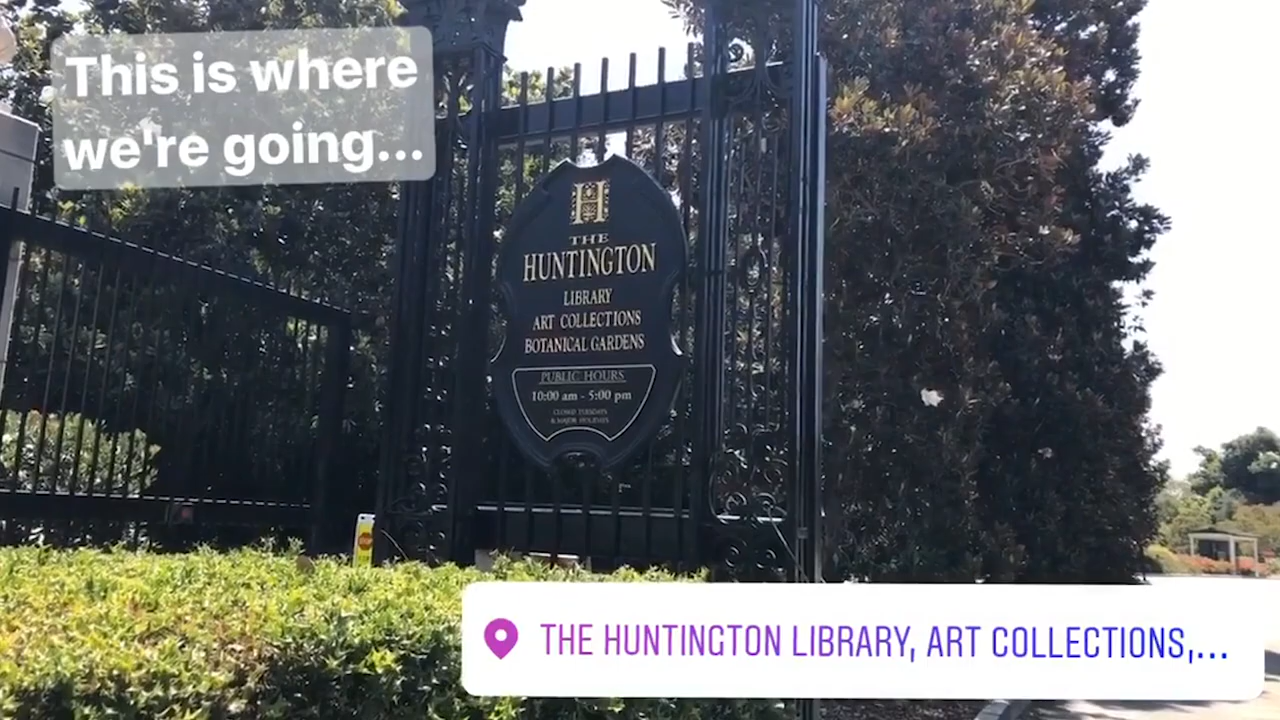 This is where
we're going...
H
THE
HUNTINGTON
LIBRARY
ART COLLECTIONS
BOTANICAL GARDENS
PUBLIC HOURS
10:00 am - 5:00 pm
CLOSED TUESDAYS
& MAJOR HOLIDAYS
THE HUNTINGTON LIBRARY, ART COLLECTIONS,...